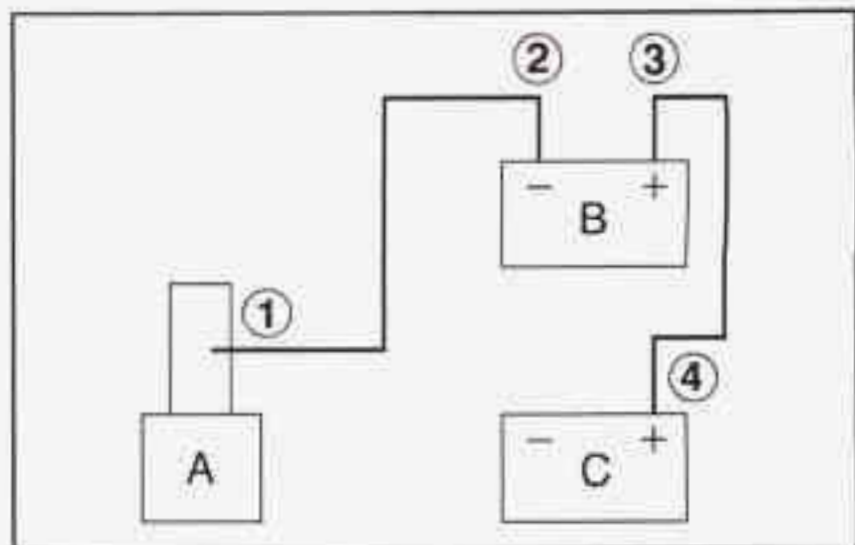 ② ③
− +
B
①
④
− +
A C